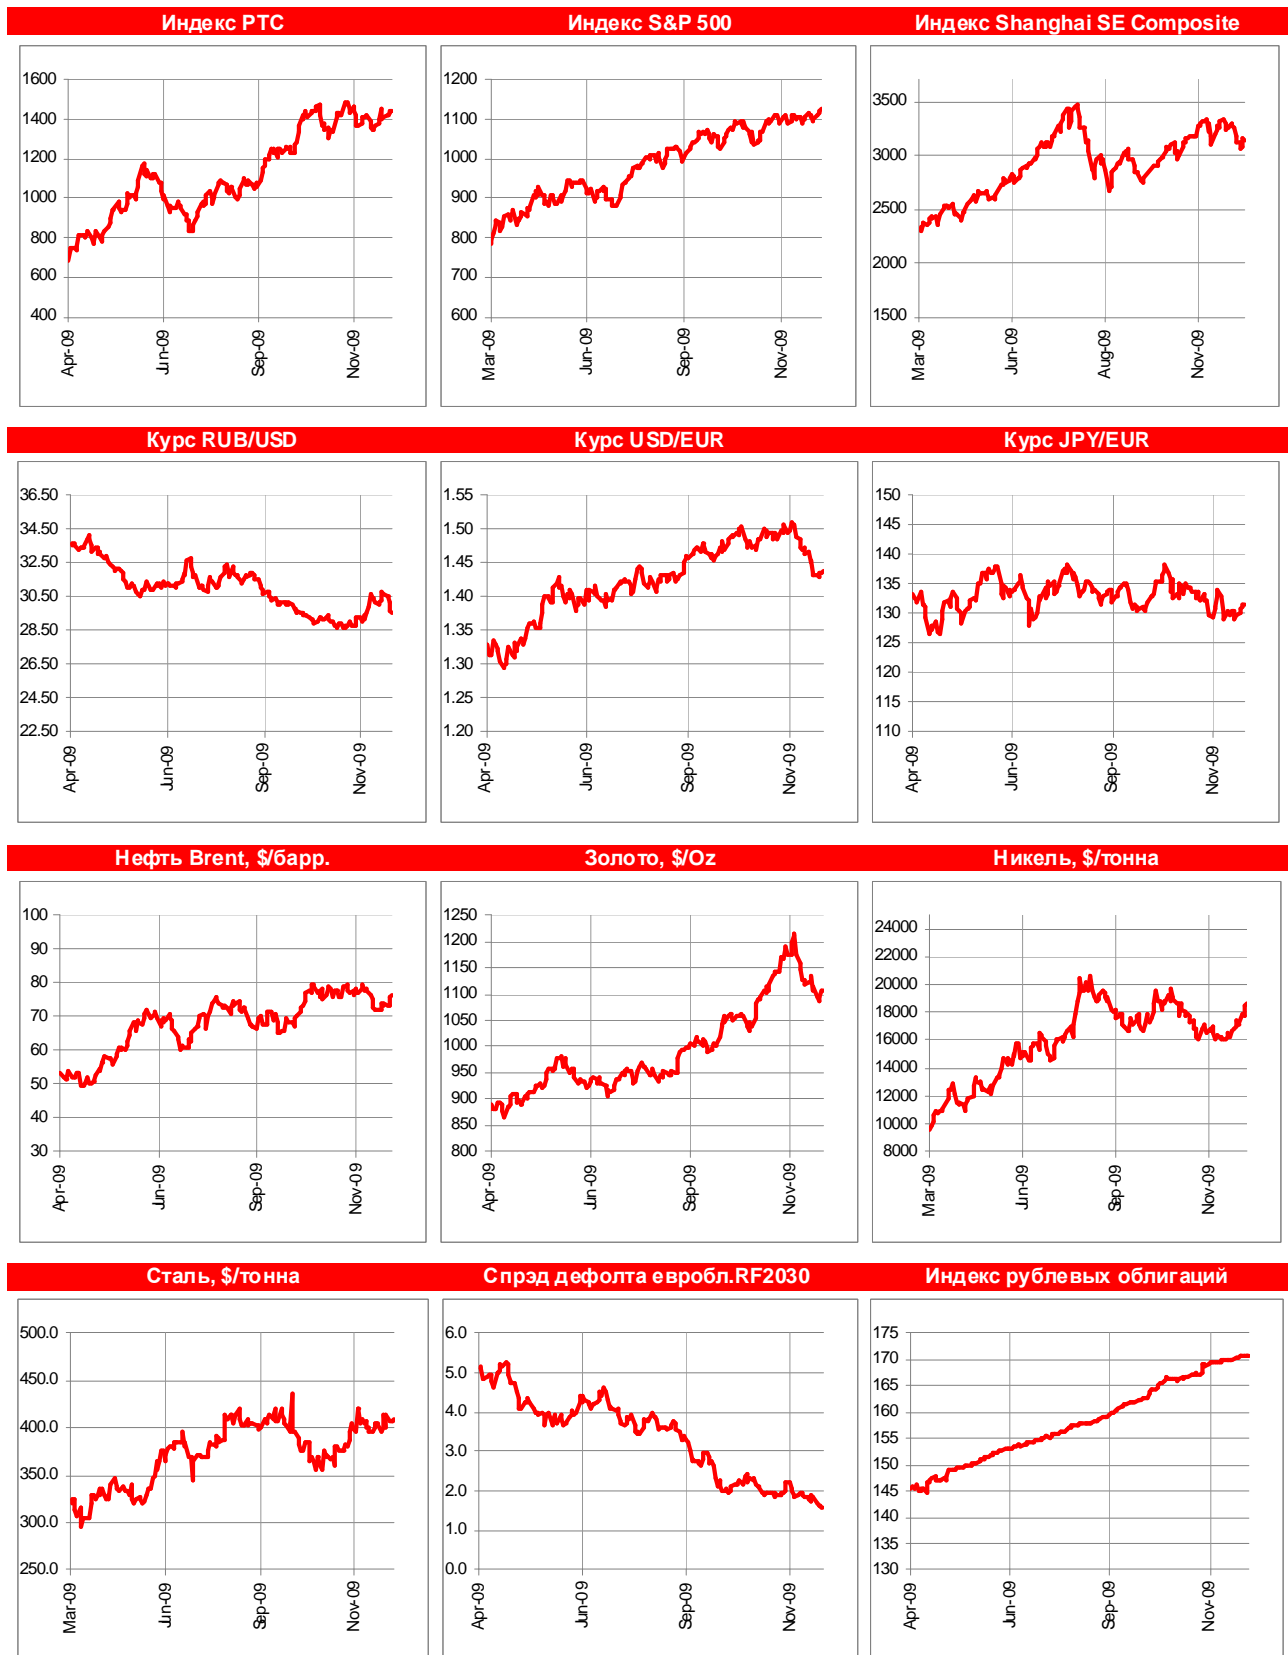 Индекс РТС
1600
1400
1200
1000
800
600
400
Apr-09
Jun-09
Sep-09
Nov-09
Индекс S&P 500
1200
1100
1000
900
800
700
600
Mar-09
Jun-09
Sep-09
Nov-09
Индекс Shanghai SE Composite
3500
3000
2500
2000
1500
Mar-09
Jun-09
Aug-09
Nov-09
Курс RUB/USD
36.50
34.50
32.50
30.50
28.50
26.50
24.50
22.50
Apr-09
Jun-09
Sep-09
Nov-09
Курс USD/EUR
1.55
1.50
1.45
1.40
1.35
1.30
1.25
1.20
Apr-09
Jun-09
Sep-09
Nov-09
Курс JPY/EUR
150
145
140
135
130
125
120
115
110
Apr-09
Jun-09
Sep-09
Nov-09
Нефть Brent, $/барр.
100
90
80
70
60
50
40
30
Apr-09
Jun-09
Sep-09
Nov-09
Золото, $/Oz
1250
1200
1150
1100
1050
1000
950
900
850
800
Apr-09
Jun-09
Sep-09
Nov-09
Никель, $/тонна
24000
22000
20000
18000
16000
14000
12000
10000
8000
Mar-09
Jun-09
Sep-09
Nov-09
Сталь, $/тонна
500.0
450.0
400.0
350.0
300.0
250.0
Mar-09
Jun-09
Sep-09
Nov-09
Спрэд дефолта евробл.RF2030
6.0
5.0
4.0
3.0
2.0
1.0
0.0
Apr-09
Jun-09
Sep-09
Nov-09
Индекс рублевых облигаций
175
170
165
160
155
150
145
140
130
Apr-09
Jun-09
Sep-09
Nov-09